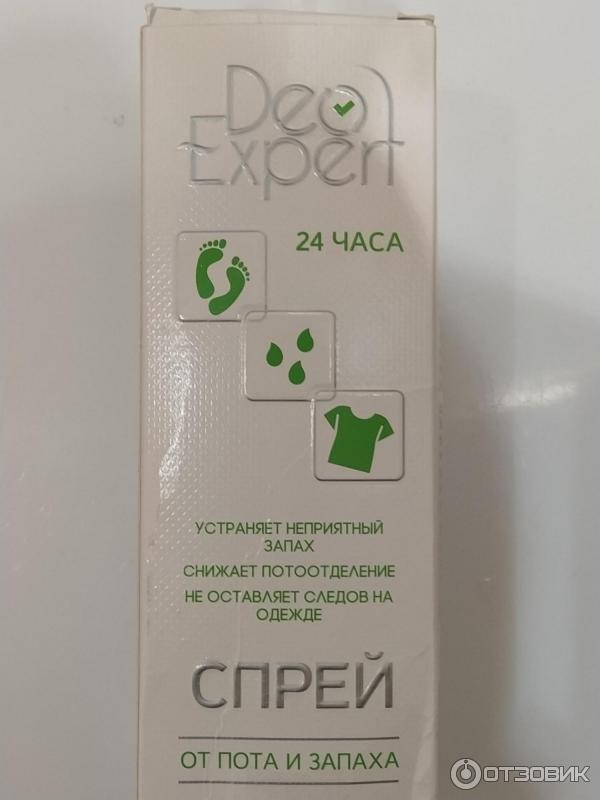 Deo
Expert
24 ЧАСА
УСТРАНЯЕТ НЕПРИЯТНЫЙ
ЗАПАХ
СНИЖАЕТ ПОТООТДЕЛЕНИЕ
НЕ ОСТАВЛЯЕТ СЛЕДОВ НА
ОДЕЖДЕ
СПРЕЙ
ОТ ПОТА И ЗАПАХА
ОТЗОВИК